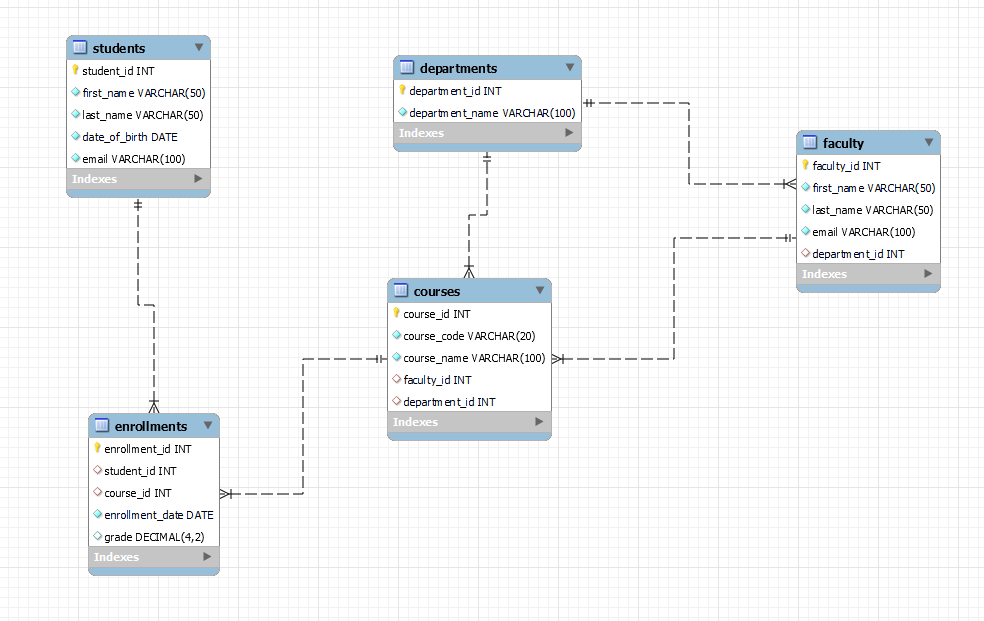 students
student_id INT
first_name VARCHAR(50)
last_name VARCHAR(50)
date_of_birth DATE
email VARCHAR(100)
Indexes
departments
department_id INT
department_name VARCHAR(100)
Indexes
faculty
faculty_id INT
first_name VARCHAR(50)
last_name VARCHAR(50)
email VARCHAR(100)
department_id INT
Indexes
courses
course_id INT
course_code VARCHAR(20)
course_name VARCHAR(100)
faculty_id INT
department_id INT
Indexes
enrollments
enrollment_id INT
student_id INT
course_id INT
enrollment_date DATE
grade DECIMAL(4,2)
Indexes